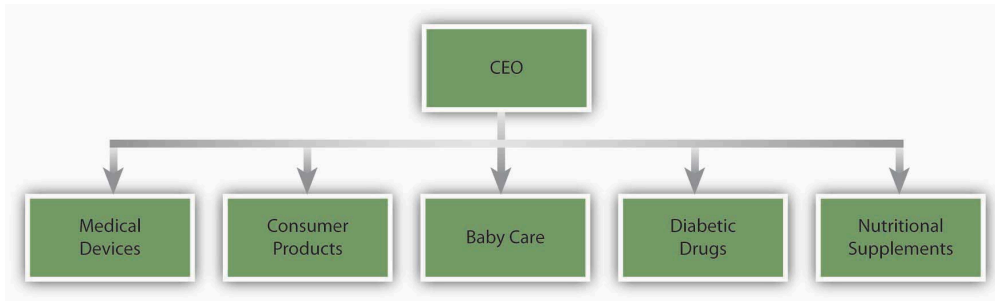 CEO
Medical
Devices
Consumer
Products
Baby Care
Diabetic
Drugs
Nutritional
Supplements